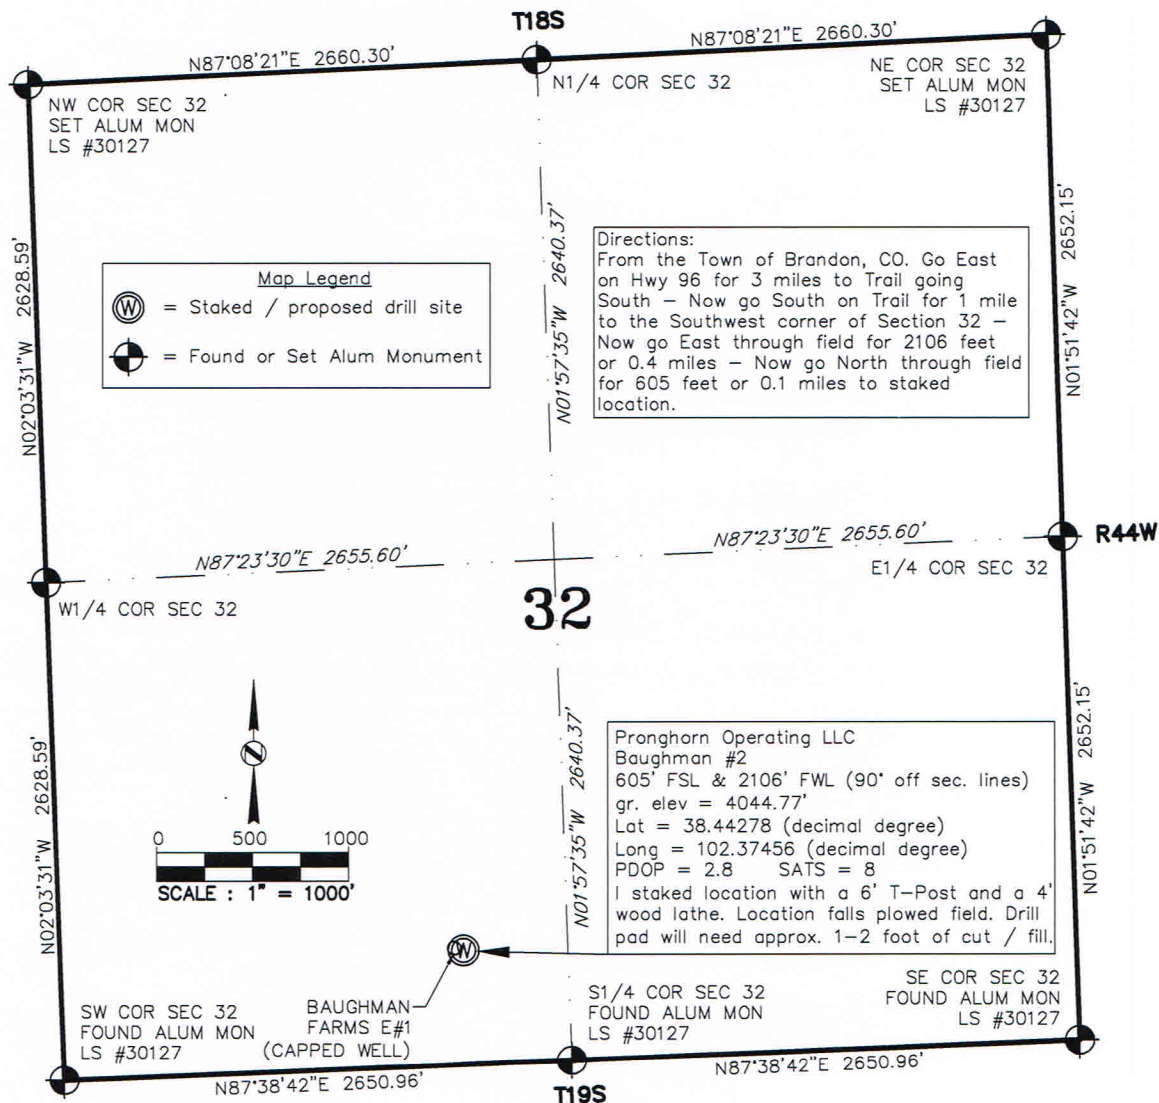 T18S
N87°08'21"E 2660.30'
N87°08'21"E 2660.30'
NW COR SEC 32
SET ALUM MON
LS #30127
N1/4 COR SEC 32
NE COR SEC 32
SET ALUM MON
LS #30127
N02°03'31"W 2628.59'
Map Legend
W = Staked / proposed drill site
= Found or Set Alum Monument
N01°57'35"W 2640.37'
Directions:
From the Town of Brandon, CO. Go East
on Hwy 96 for 3 miles to Trail going
South – Now go South on Trail for 1 mile
to the Southwest corner of Section 32 –
Now go East through field for 2106 feet
or 0.4 miles – Now go North through field
for 605 feet or 0.1 miles to staked
location.
N01°51'42"W 2652.15'
N87°23'30"E 2655.60'
N87°23'30"E 2655.60'
R44W
W1/4 COR SEC 32
E1/4 COR SEC 32
32
N02°03'31"W 2628.59'
N
0 500 1000
SCALE : 1" = 1000'
N01°57'35"W 2640.37'
Pronghorn Operating LLC
Baughman #2
605' FSL & 2106' FWL (90° off sec. lines)
gr. elev = 4044.77'
Lat = 38.44278 (decimal degree)
Long = 102.37456 (decimal degree)
PDOP = 2.8 SATS = 8
I staked location with a 6' T-Post and a 4'
wood lathe. Location falls plowed field. Drill
pad will need approx. 1-2 foot of cut / fill.
N01°51'42"W 2652.15'
W
SW COR SEC 32
FOUND ALUM MON
LS #30127
BAUGHMAN
FARMS E#1
(CAPPED WELL)
S1/4 COR SEC 32
FOUND ALUM MON
LS #30127
SE COR SEC 32
FOUND ALUM MON
LS #30127
N87°38'42"E 2650.96'
N87°38'42"E 2650.96'
T19S